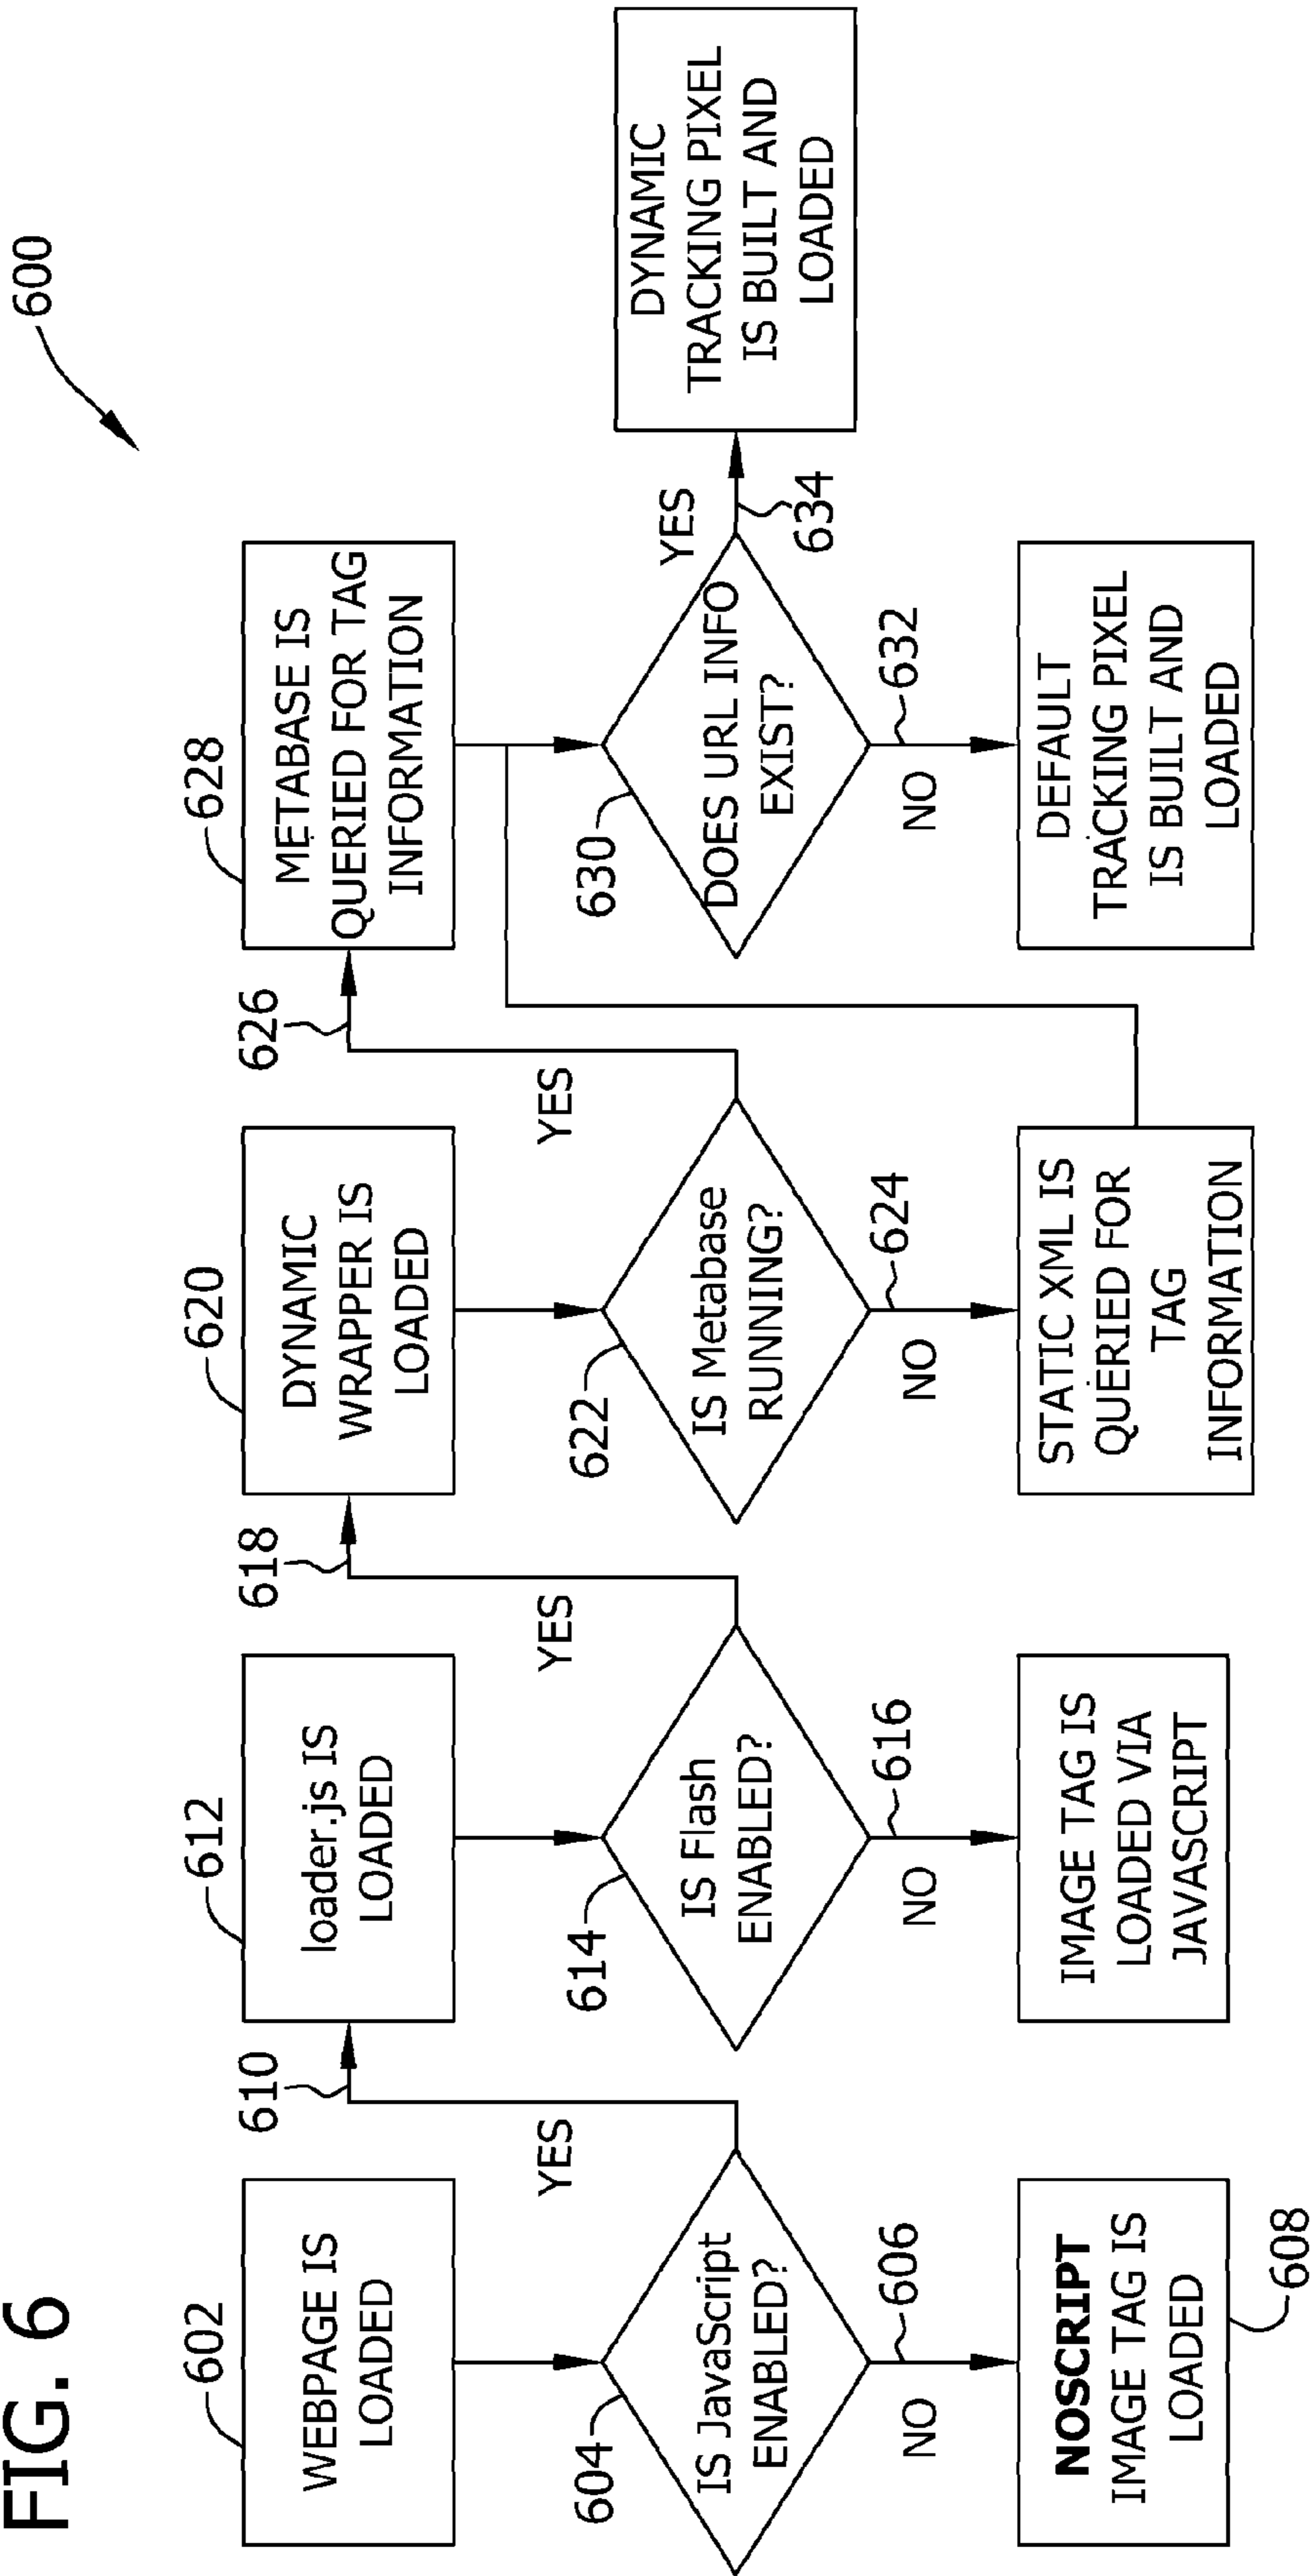 FIG. 6
600
602
WEBPAGE IS
LOADED
604
IS JavaScript
ENABLED?
NO
606
NOSCRIPT
IMAGE TAG IS
LOADED
608
YES
610
612
loader.js IS
LOADED
614
IS Flash
ENABLED?
NO
616
IMAGE TAG IS
LOADED VIA
JAVASCRIPT
YES
618
620
DYNAMIC
WRAPPER IS
LOADED
622
IS Metabase
RUNNING?
NO
624
STATIC XML IS
QUERIED FOR
TAG
INFORMATION
YES
626
628
METABASE IS
QUERIED FOR TAG
INFORMATION
630
DOES URL INFO
EXIST?
NO
632
DEFAULT
TRACKING PIXEL
IS BUILT AND
LOADED
YES
634
DYNAMIC
TRACKING PIXEL
IS BUILT AND
LOADED